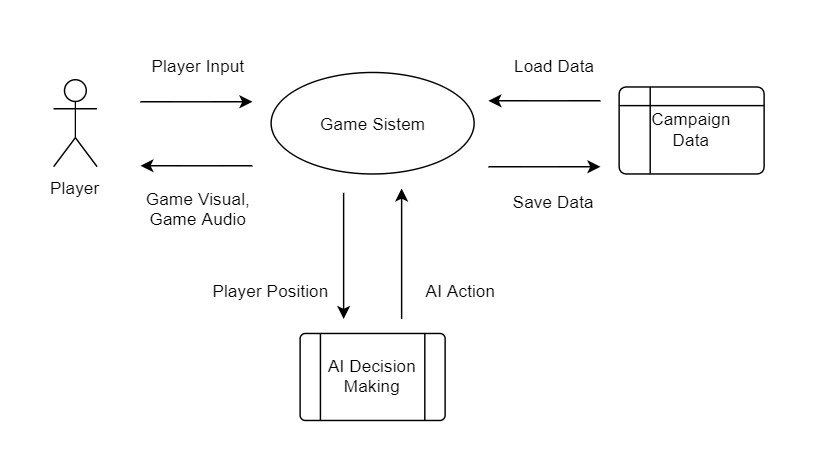 Player Input
Load Data
Game Sistem
Campaign
Data
Player
Game Visual,
Game Audio
Save Data
Player Position
AI Action
AI Decision
Making